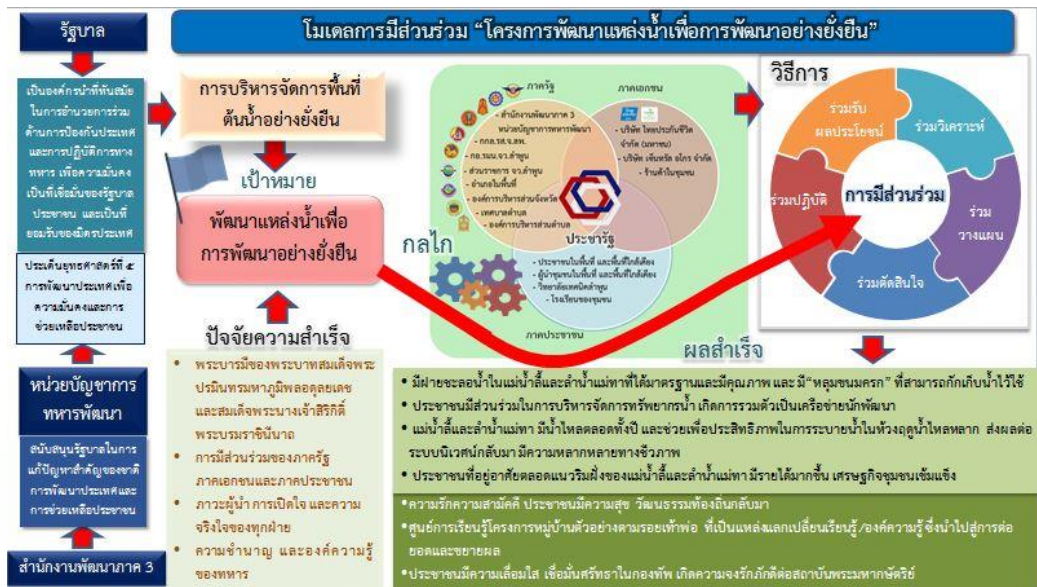 รัฐบาล
โมเดลการมีส่วนร่วม “โครงการพัฒนาแหล่งน้ำเพื่อการพัฒนาอย่างยั่งยืน”
เป็นองค์กรนำที่ทันสมัย
ในการอำนวยการร่วม
ด้านการป้องกันประเทศ
และการปฏิบัติการทาง
ทหาร เพื่อความมั่นคง
เป็นที่เชื่อมั่นของรัฐบาล
ประชาชน และเป็นที่
ยอมรับของมิตรประเทศ
ประเด็นยุทธศาสตร์ที่ ๕
การพัฒนาประเทศเพื่อ
ความมั่นคงและการ
ช่วยเหลือประชาชน
หน่วยบัญชาการ
ทหารพัฒนา
สนับสนุนรัฐบาลในการ
แก้ปัญหาสำคัญของชาติ
การพัฒนาประเทศและ
การช่วยเหลือประชาชน
สำนักงานพัฒนาภาค 3
การบริหารจัดการพื้นที่
ต้นน้ำอย่างยั่งยืน
เป้าหมาย
พัฒนาแหล่งน้ำเพื่อ
การพัฒนาอย่างยั่งยืน
ปัจจัยความสำเร็จ
• พระบารมีของพระบาทสมเด็จพระ
ปรมินทรมหาภูมิพลอดุลยเดช
และสมเด็จพระนางเจ้าสิริกิติ์
พระบรมราชินีนาถ
• การมีส่วนร่วมของภาครัฐ
ภาคเอกชนและภาคประชาชน
• ภาวะผู้นำ การเปิดใจ และความ
จริงใจของทุกฝ่าย
• ความชำนาญ และองค์ความรู้
ของทหาร
กลไก
ภาครัฐ
- สำนักงานพัฒนาภาค 3
หน่วยบัญชาการทหารพัฒนา
- กกล.รส.จ.ลพ.
- กอ.รมน.จว.ลำพูน
- ส่วนราชการ จว.ลำพูน
- อำเภอในพื้นที่
- องค์การบริหารส่วนจังหวัด
- เทศบาลตำบล
- องค์การบริหารส่วนตำบล
ภาคเอกชน
- บริษัท ไทยประกันชีวิต
จำกัด (มหาชน)
- บริษัท เซ็นทรัล อโกร จำกัด
- ร้านค้าในชุมชน
ประชารัฐ
- ประชาชนในพื้นที่ และพื้นที่ใกล้เคียง
- ผู้นำชุมชนในพื้นที่ และพื้นที่ใกล้เคียง
- วิทยาลัยเทคนิคลำพูน
- โรงเรียนของชุมชน
ภาคประชาชน
วิธีการ
ร่วมรับ
ผลประโยชน์
ร่วมวิเคราะห์
ร่วมปฏิบัติ
การมีส่วนร่วม
ร่วม
วางแผน
ร่วมตัดสินใจ
ผลสำเร็จ
• มีฝายชะลอน้ำในแม่น้ำลี้และลำน้ำแม่ทาที่ได้มาตรฐานและมีคุณภาพ และ มี“หลุมขนมครก” ที่สามารถกักเก็บน้ำไว้ใช้
• ประชาชนมีส่วนร่วมในการบริหารจัดการทรัพยากรน้ำ เกิดการรวมตัวเป็นเครือข่ายนักพัฒนา
• แม่น้ำลี้และลำน้ำแม่ทา มีน้ำไหลตลอดทั้งปี และช่วยเพื่อประสิทธิภาพในการระบายน้ำในห้วงฤดูน้ำไหลหลาก ส่งผลต่อ
ระบบนิเวศน์กลับมา มีความหลากหลายทางชีวภาพ
• ประชาชนที่อยู่อาศัยตลอดแนวริมฝั่งของแม่น้ำลี้และลำน้ำแม่ทา มีรายได้มากขึ้น เศรษฐกิจชุมชนเข้มแข็ง
•ความรักความสามัคคี ประชาชนมีความสุข วัฒนธรรมท้องถิ่นกลับมา
•ศูนย์การเรียนรู้โครงการหมู่บ้านตัวอย่างตามรอยเท้าพ่อ ที่เป็นแหล่งแลกเปลี่ยนเรียนรู้ /องค์ความรู้ ซึ่งนำไปสู่การต่อ
ยอดและขยายผล
•ประชาชนมีความเลื่อมใส เชื่อมั่นศรัทธาในกองทัพ เกิดความจงรักภักดีต่อสถาบันพระมหากษัตริย์